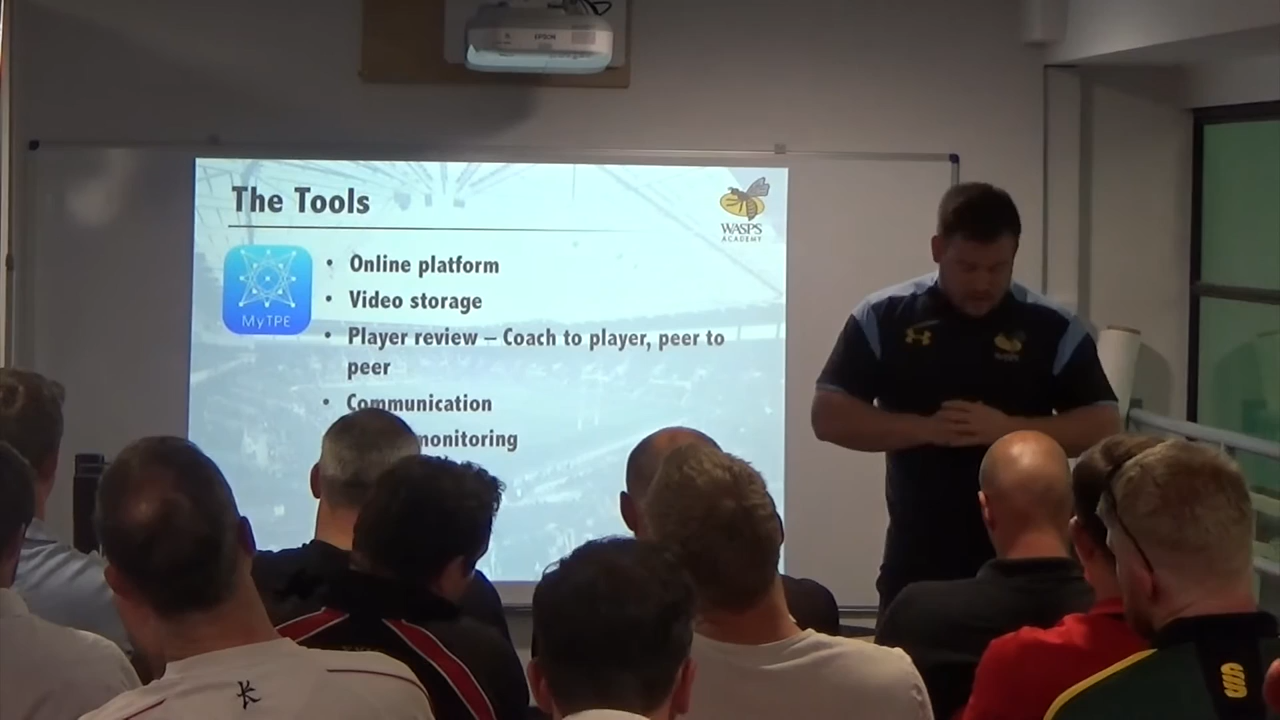 EPSON
The Tools
WASPS
ACADEMY
MyTPE
• Online platform
• Video storage
• Player review – Coach to player, peer to
peer
• Communication
monitoring